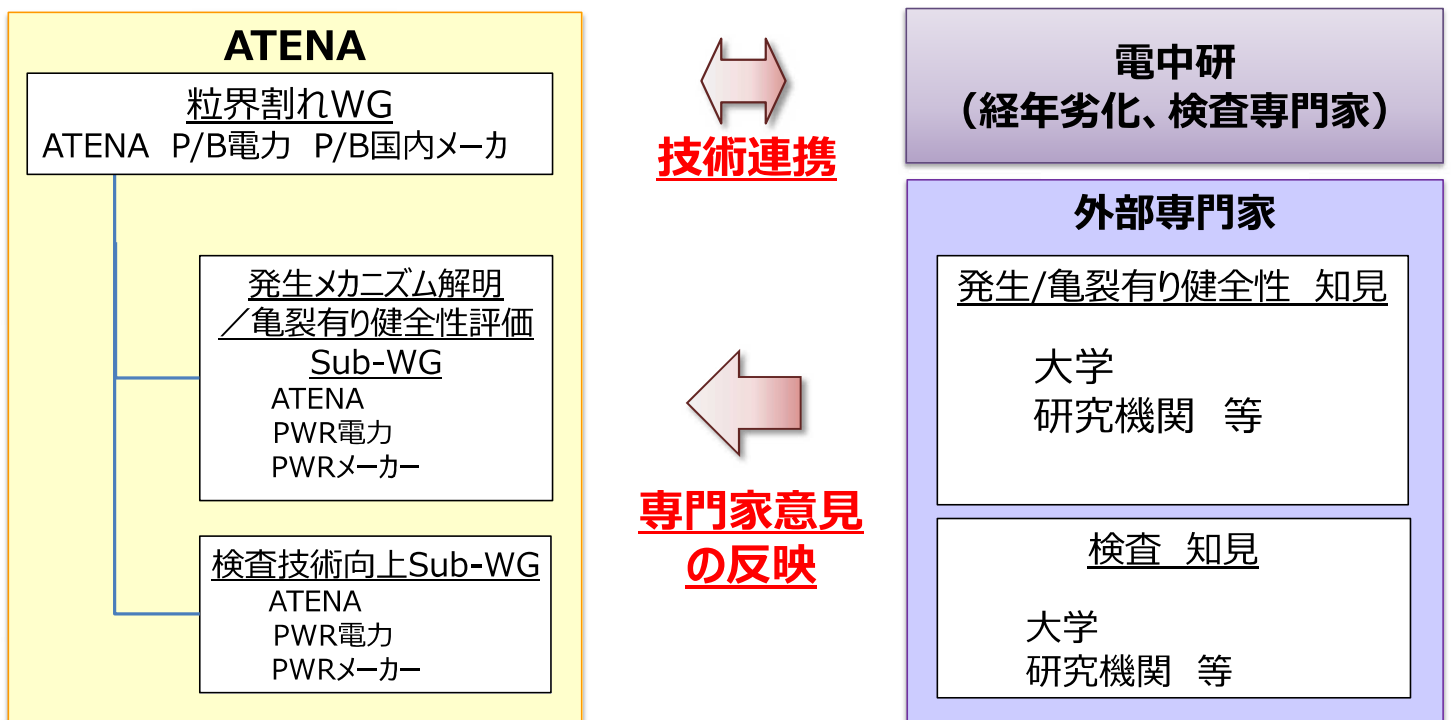 ATENA
粒界割れWG
ATENA P/B電力 P/B国内メーカ
発生メカニズム解明
／亀裂有り健全性評価
Sub-WG
ATENA
PWR電力
PWRメーカー
検査技術向上Sub-WG
ATENA
PWR電力
PWRメーカー
技術連携
専門家意見
の反映
電中研
（経年劣化、検査専門家）
外部専門家
発生/亀裂有り健全性 知見
大学
研究機関 等
検査 知見
大学
研究機関 等